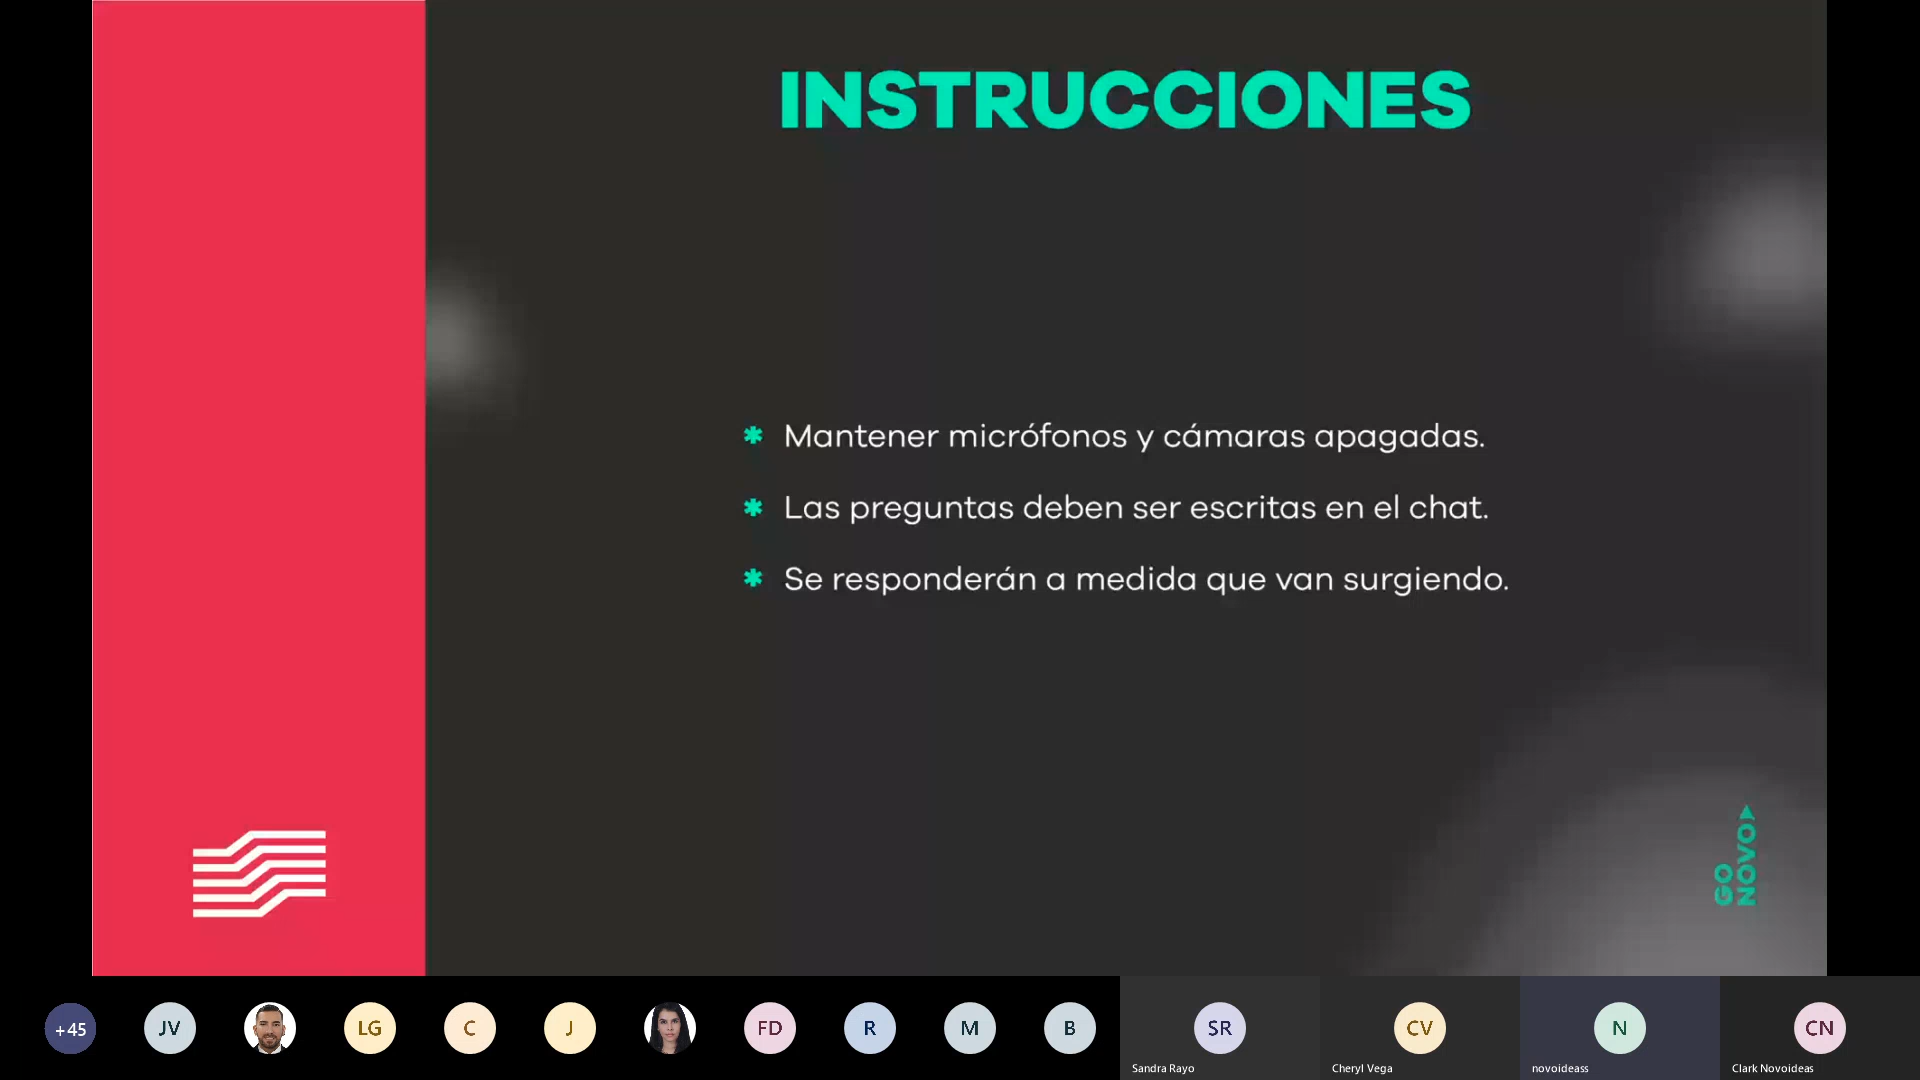 INSTRUCCIONES
✱ Mantener micrófonos y cámaras apagadas.
✱ Las preguntas deben ser escritas en el chat.
✱ Se responderán a medida que van surgiendo.
GO
NOVO
+45
JV
LG
C
J
FD
R
M
B
SR
Sandra Rayo
CV
Cheryl Vega
N
novoideass
CN
Clark Novoideas